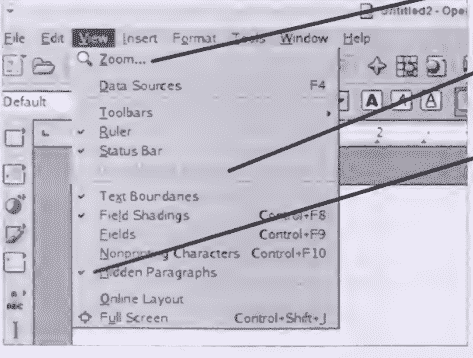 Untitled2 - Ope
File Edit View Insert Format Tools Window Help
Zoom...
Data Sources F4
Default
Toolbars
Ruler
Status Bar
2
Text Boundaries
Field Shadings Control+F8
Fields Control+F9
Nonprinting Characters Control+F10
Hidden Paragraphs
Online Layout
Full Screen Control+Shift+J